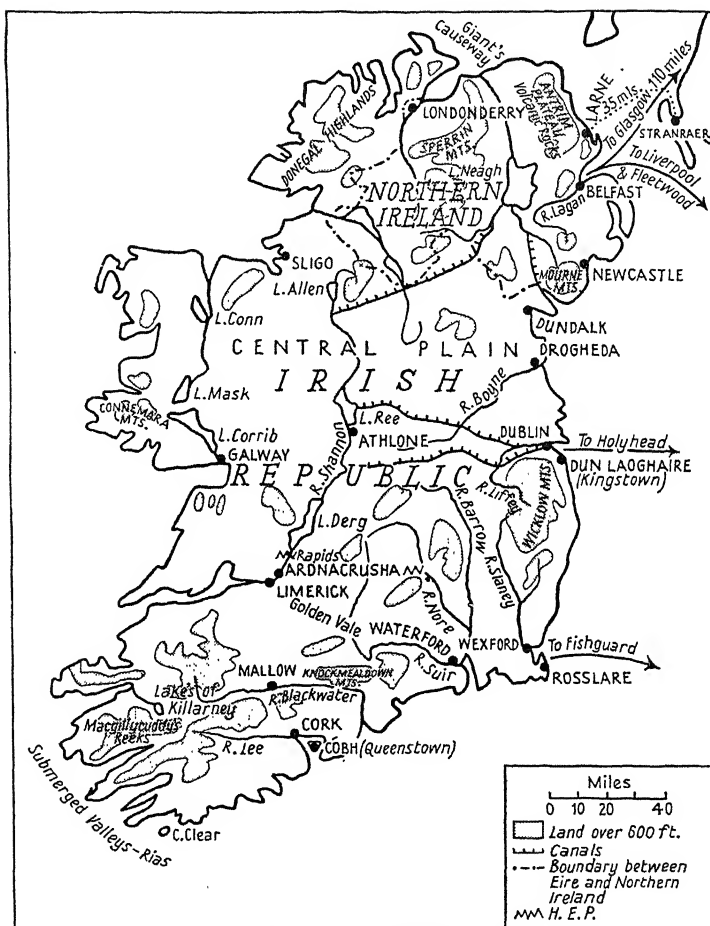 Giant's
Causeway
LONDONDERRY
DONEGAL HIGHLANDS
SPERRIN
MTS.
ANTRIM
PLATEAU
Volcanic Rocks
LARNE
35 mls.
To Glasgow 110 miles
STRANRAER
To Liverpool
& Fleetwood
L. Neagh
NORTHERN
IRELAND
R. Lagan
BELFAST
SLIGO
L. Allen
MOURNE
MTS.
NEWCASTLE
L. Conn
DUNDALK
CENTRAL PLAIN
DROGHEDA
IRISH
L. Mask
R. Boyne
CONNEMARA
MTS.
L. Ree
L. Corrib
ATHLONE
DUBLIN
To Holyhead
GALWAY
R. Shannon
DUN LAOGHAIRE
(Kingstown)
REPUBLIC
R. Liffey
WICKLOW MTS.
L. Derg
R. Barrow
R. Slaney
Rapids
ARDNACRUSHA
LIMERICK
R. Nore
Golden Vale
WATERFORD
WEXFORD
To Fishguard
R. Suir
ROSSLARE
MALLOW
KNOCKMEALDOWN
MTS.
Lakes of
Killarney
R. Blackwater
Macgillycuddy's
Reeks
CORK
R. Lee
COBH (Queenstown)
Submerged Valleys-Rias
C. Clear
Miles
0 10 20 40
Land over 600 ft.
Canals
Boundary between
Eire and Northern
Ireland
H. E. P.